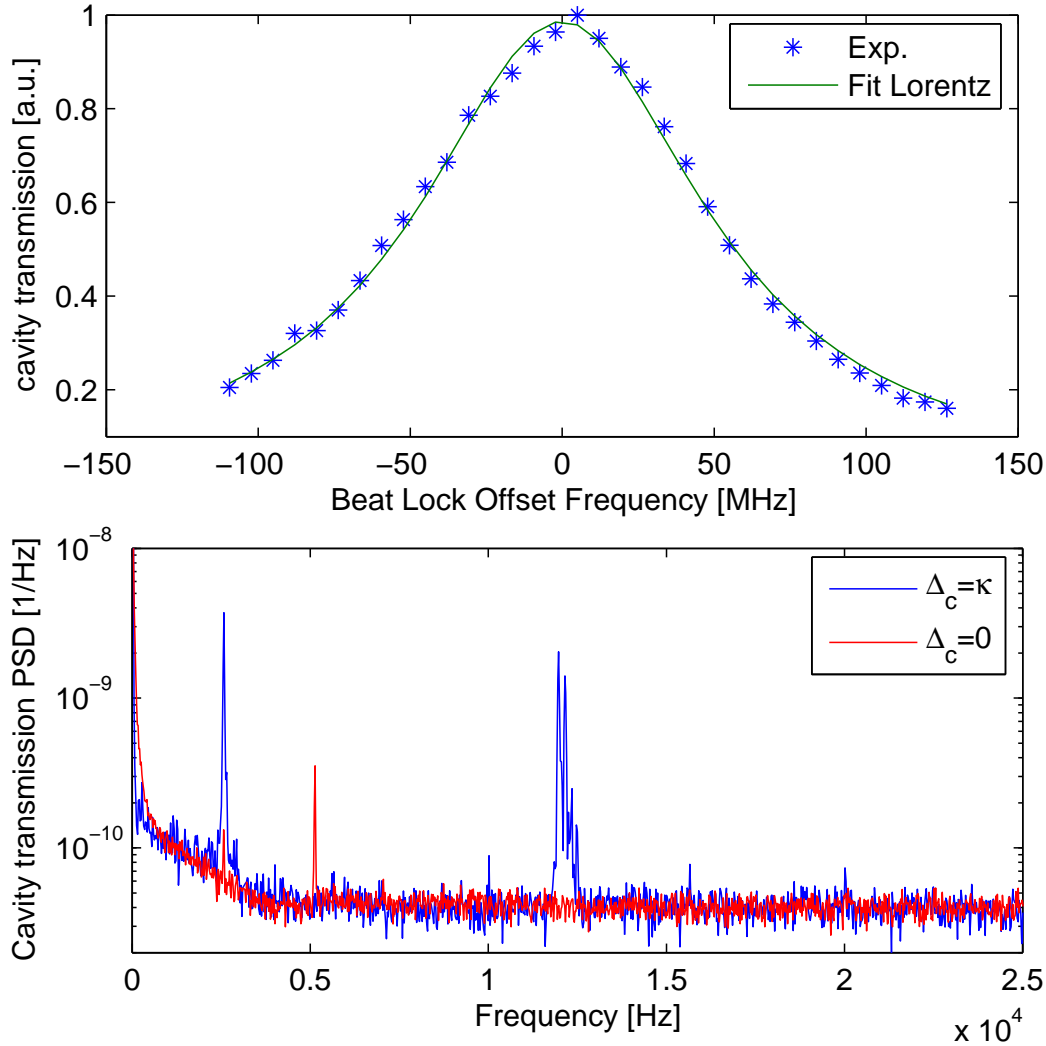 1
0.8
0.6
0.4
0.2
cavity transmission [a.u.]
Exp.
Fit Lorentz
−150 −100 −50 0 50 100 150
Beat Lock Offset Frequency [MHz]
10^−8
10^−9
10^−10
Cavity transmission PSD [1/Hz]
Δ_c=κ
Δ_c=0
0 0.5 1 1.5 2 2.5
x 10^4
Frequency [Hz]